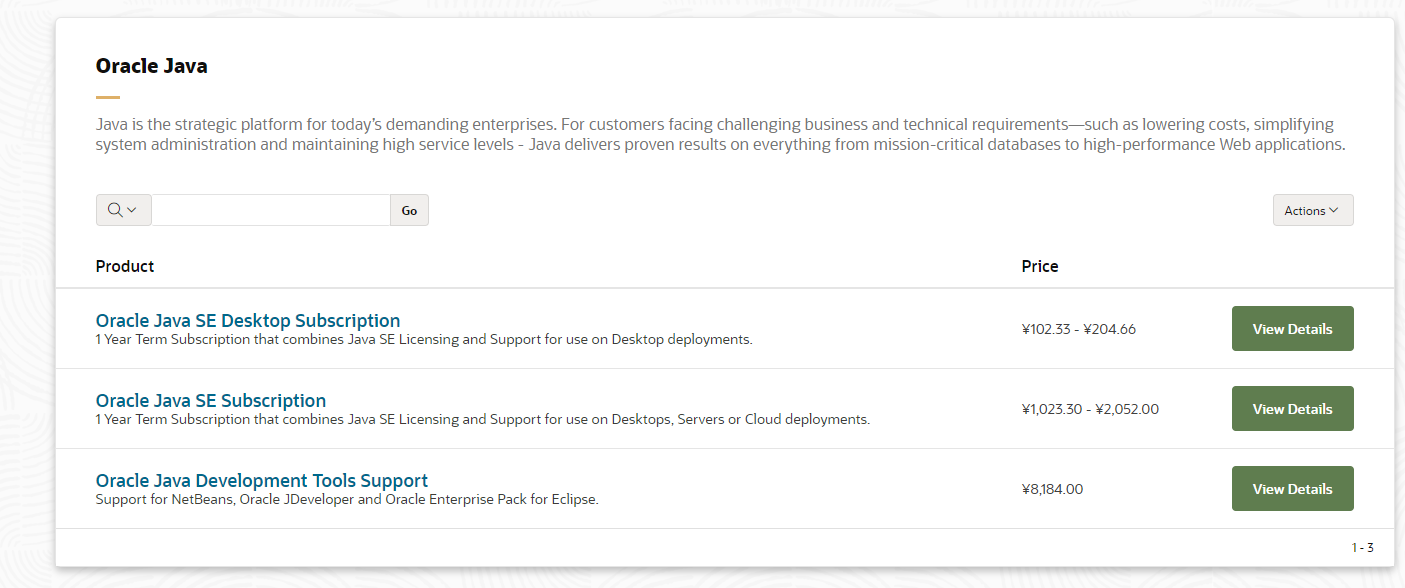 Oracle Java
Java is the strategic platform for today's demanding enterprises. For customers facing challenging business and technical requirements—such as lowering costs, simplifying
system administration and maintaining high service levels - Java delivers proven results on everything from mission-critical databases to high-performance Web applications.
Go
Actions
Product Price
Oracle Java SE Desktop Subscription
1 Year Term Subscription that combines Java SE Licensing and Support for use on Desktop deployments.
¥102.33 - ¥204.66
View Details
Oracle Java SE Subscription
1 Year Term Subscription that combines Java SE Licensing and Support for use on Desktops, Servers or Cloud deployments.
¥1,023.30 - ¥2,052.00
View Details
Oracle Java Development Tools Support
Support for NetBeans, Oracle JDeveloper and Oracle Enterprise Pack for Eclipse.
¥8,184.00
View Details
1 - 3